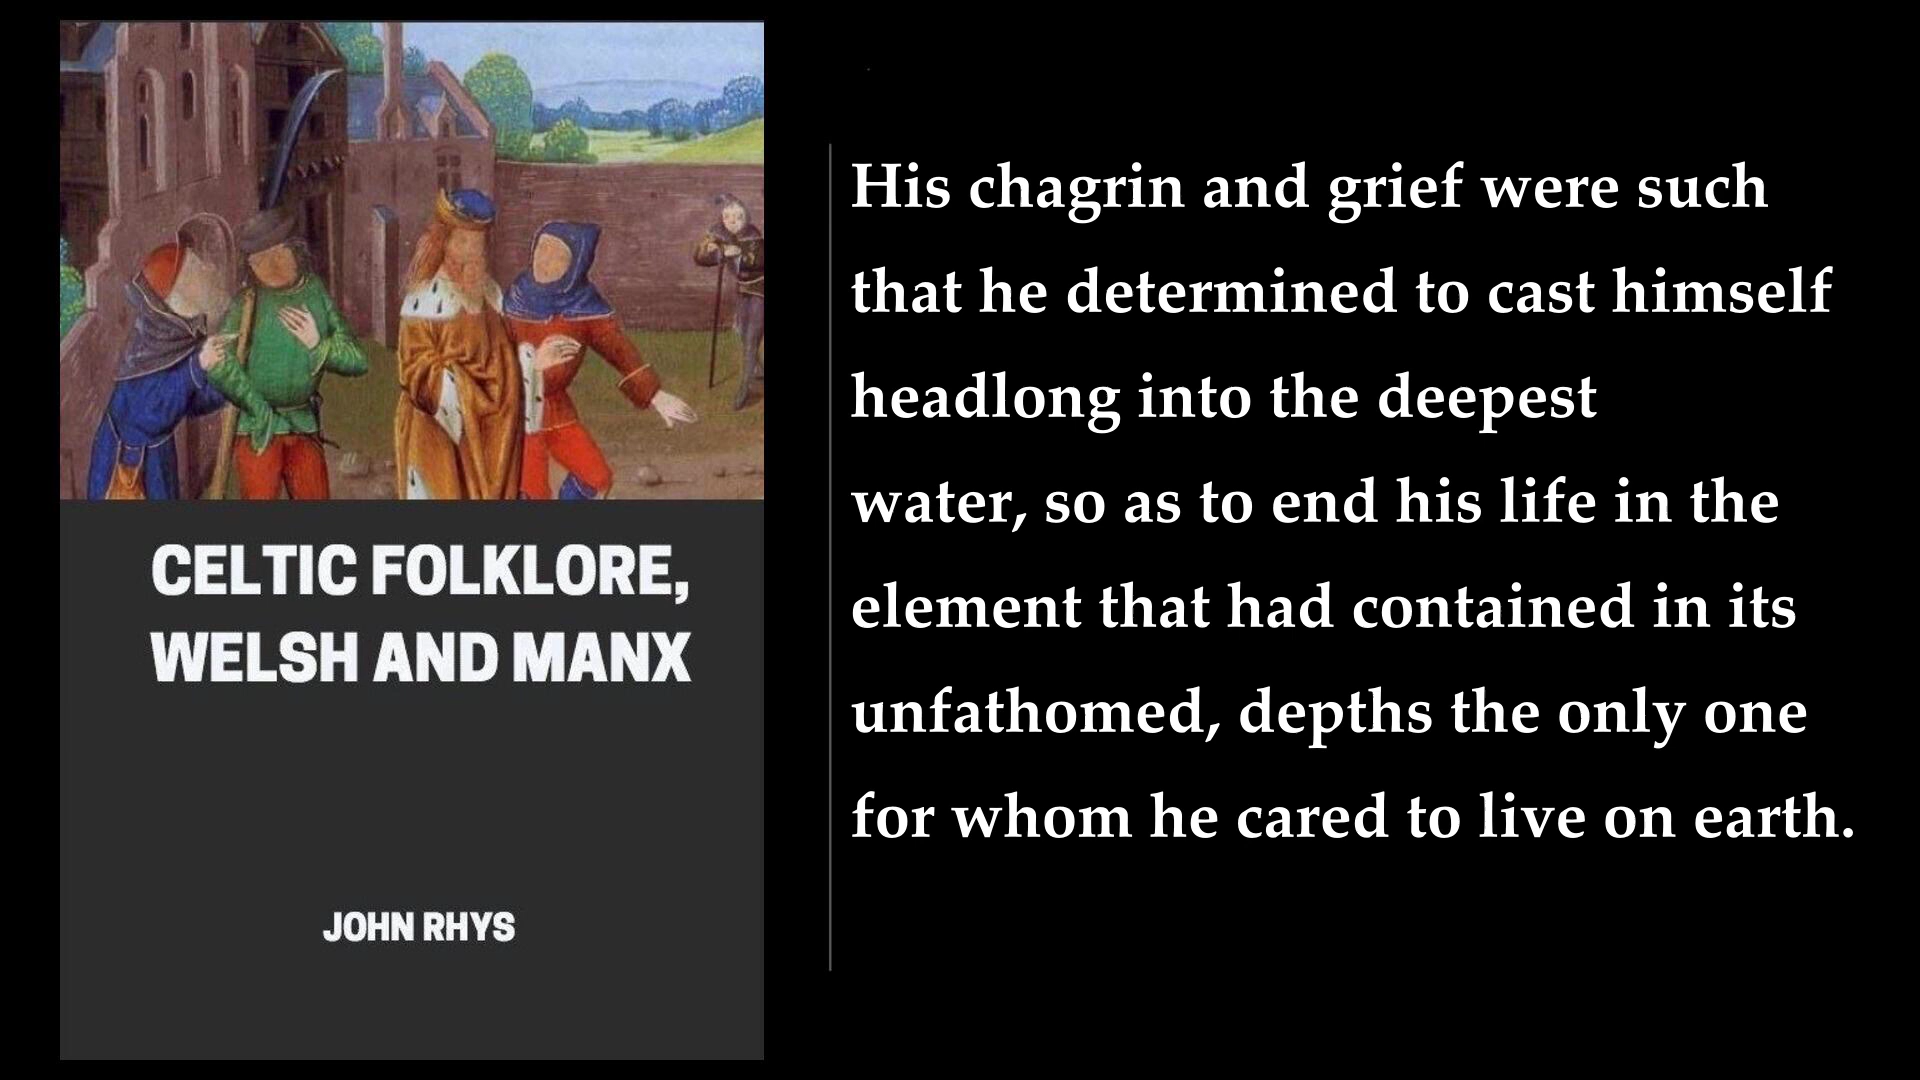 CELTIC FOLKLORE,
WELSH AND MANX
JOHN RHYS
His chagrin and grief were such
that he determined to cast himself
headlong into the deepest
water, so as to end his life in the
element that had contained in its
unfathomed, depths the only one
for whom he cared to live on earth.